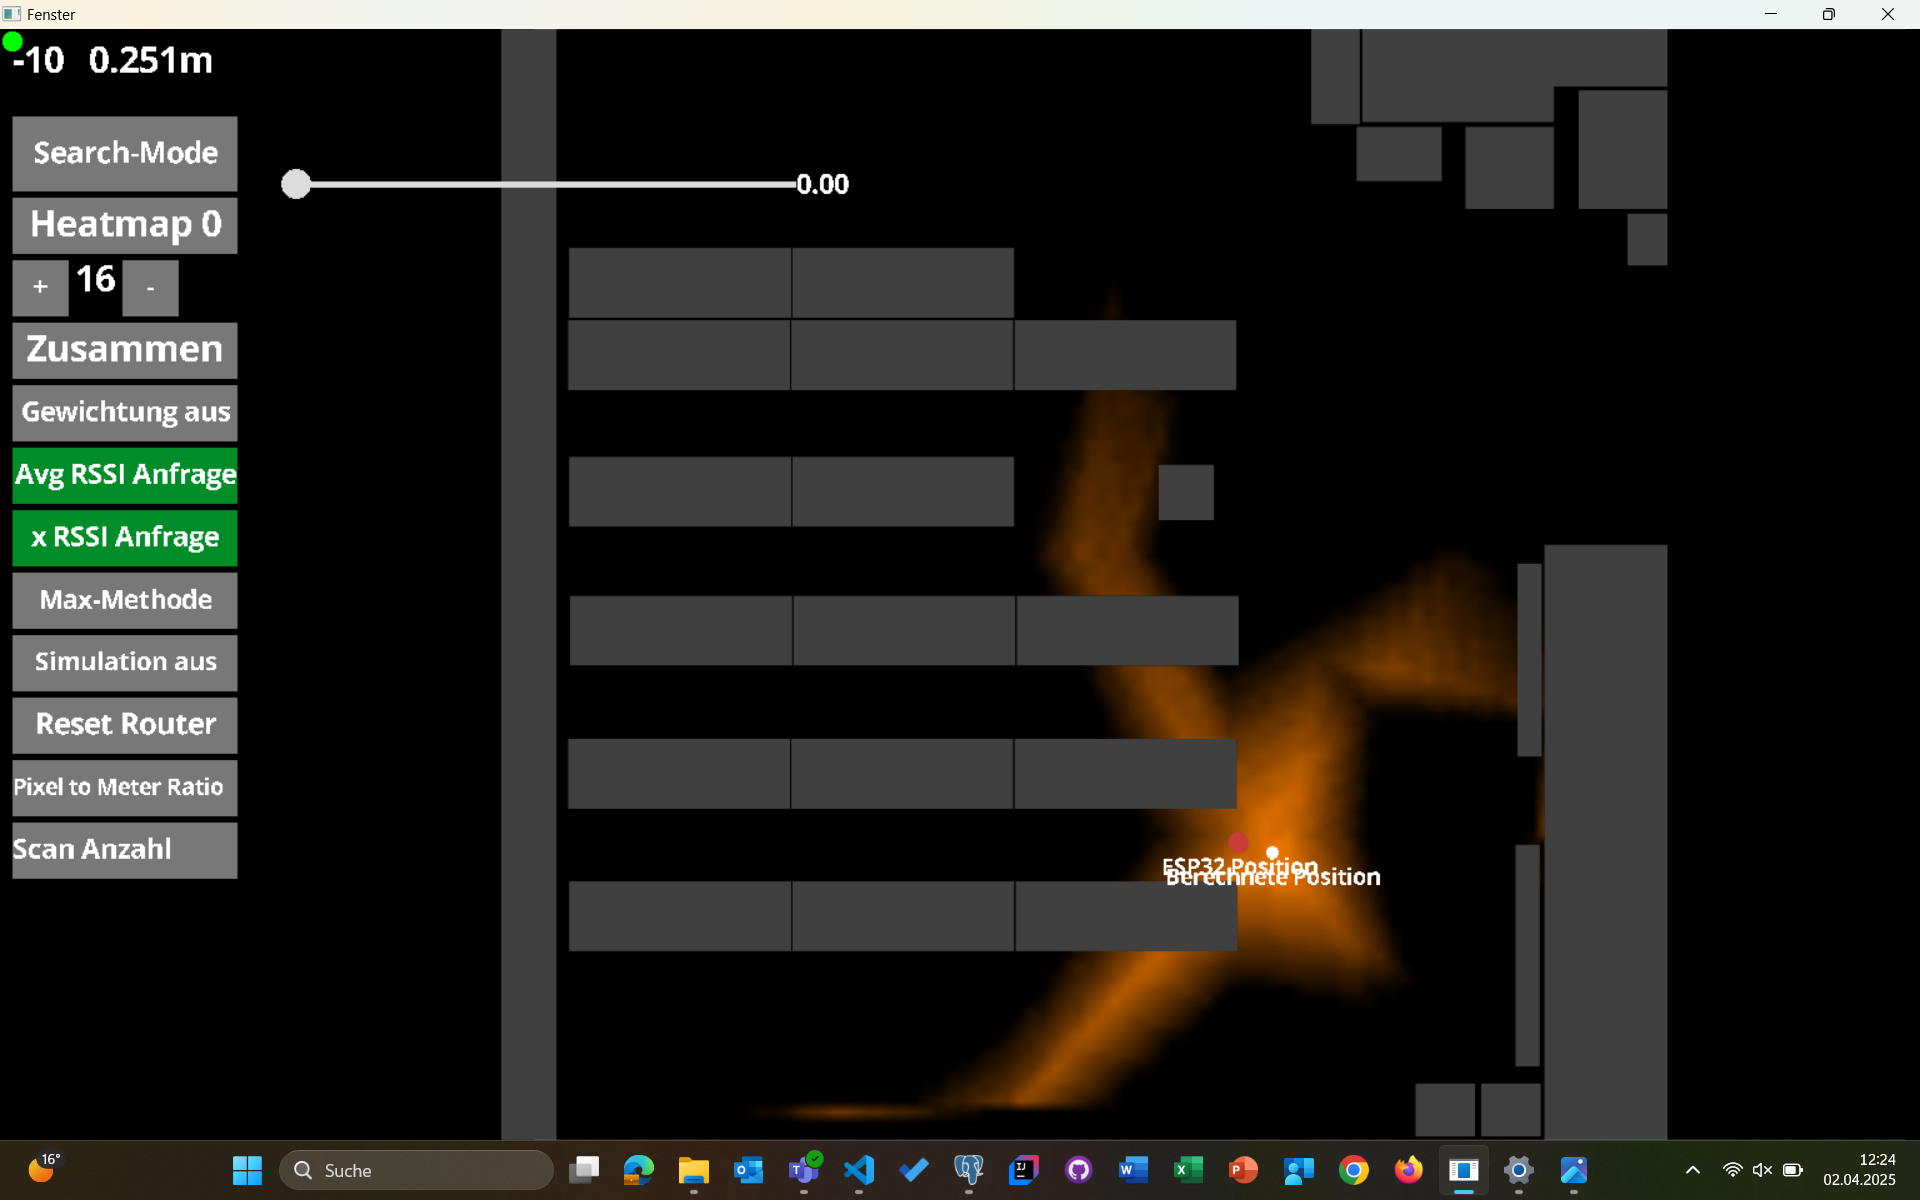 Fenster
-10 0.251m
Search-Mode
0.00
Heatmap 0
+ 16 -
Zusammen
Gewichtung aus
Avg RSSI Anfrage
x RSSI Anfrage
Max-Methode
Simulation aus
Reset Router
Pixel to Meter Ratio
Scan Anzahl
ESP32 Position
Berechnete Position
16°
Suche
12:24
02.04.2025